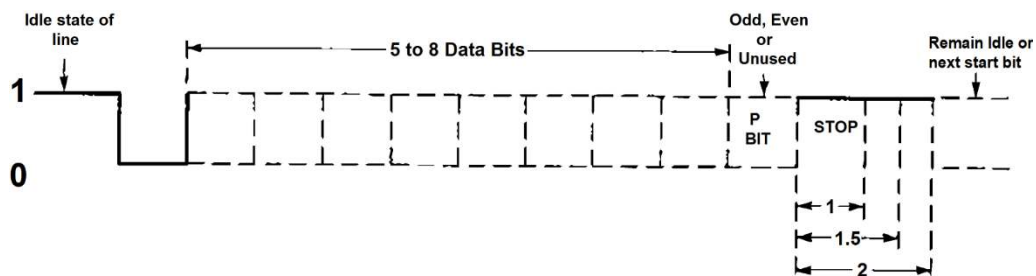 Idle state of
line
5 to 8 Data Bits
Odd, Even
or
Unused
Remain Idle or
next start bit
1
0
P
BIT
STOP
1
1.5
2